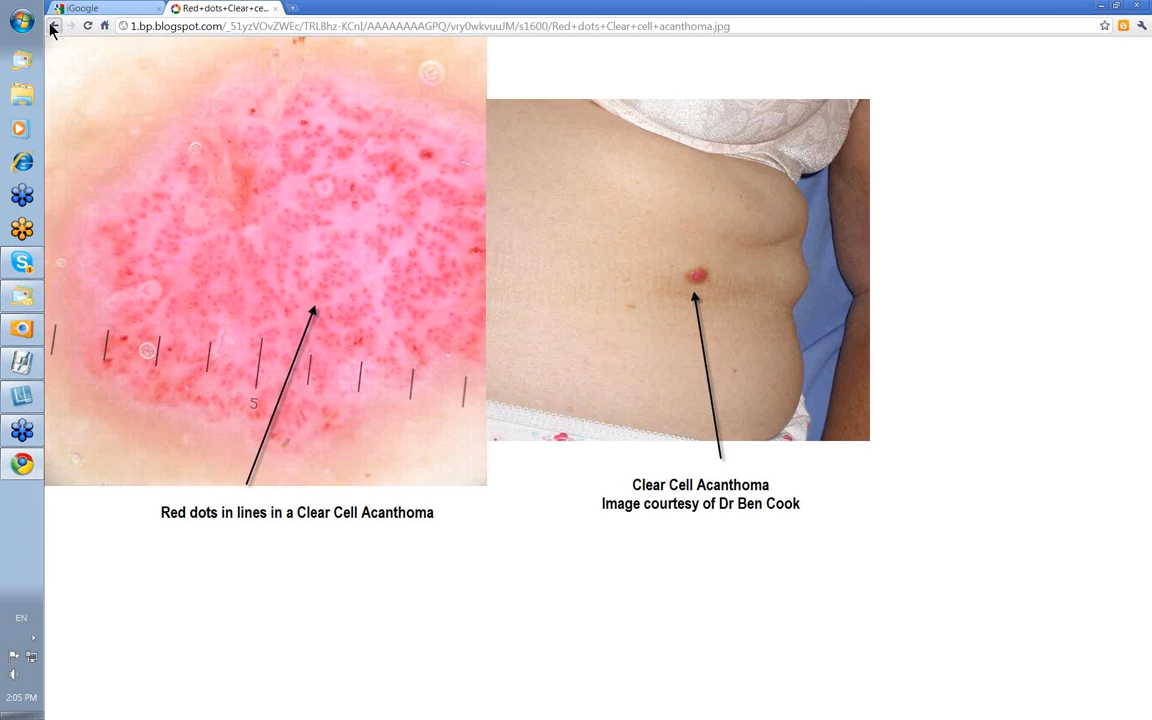 iGoogle
Red+dots+Clear+ce...
1.bp.blogspot.com/_51yzVOvZWEc/TRLBhz-KCnI/AAAAAAAAGPQ/vry0wkvuuJM/s1600/Red+dots+Clear+cell+acanthoma.jpg
5
Red dots in lines in a Clear Cell Acanthoma
Clear Cell Acanthoma
Image courtesy of Dr Ben Cook
EN
2:05 PM